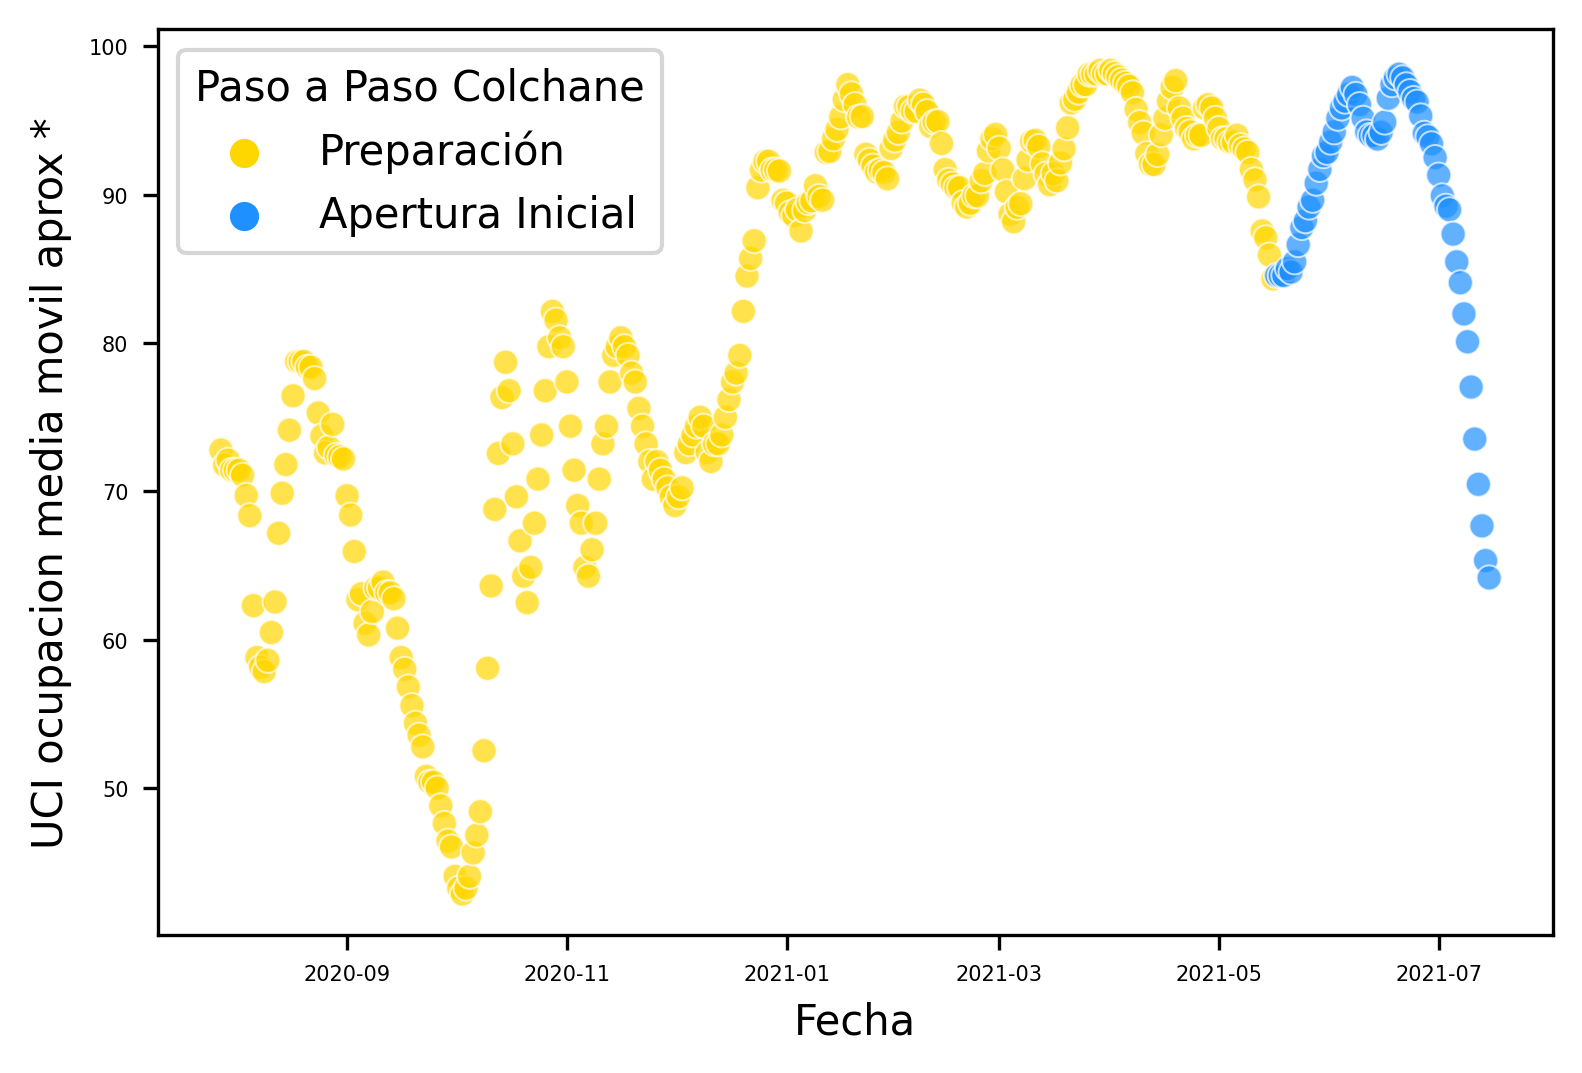 Paso a Paso Colchane
Preparación
Apertura Inicial
UCI ocupacion media movil aprox *
100
90
80
70
60
50
2020-09
2020-11
2021-01
2021-03
2021-05
2021-07
Fecha